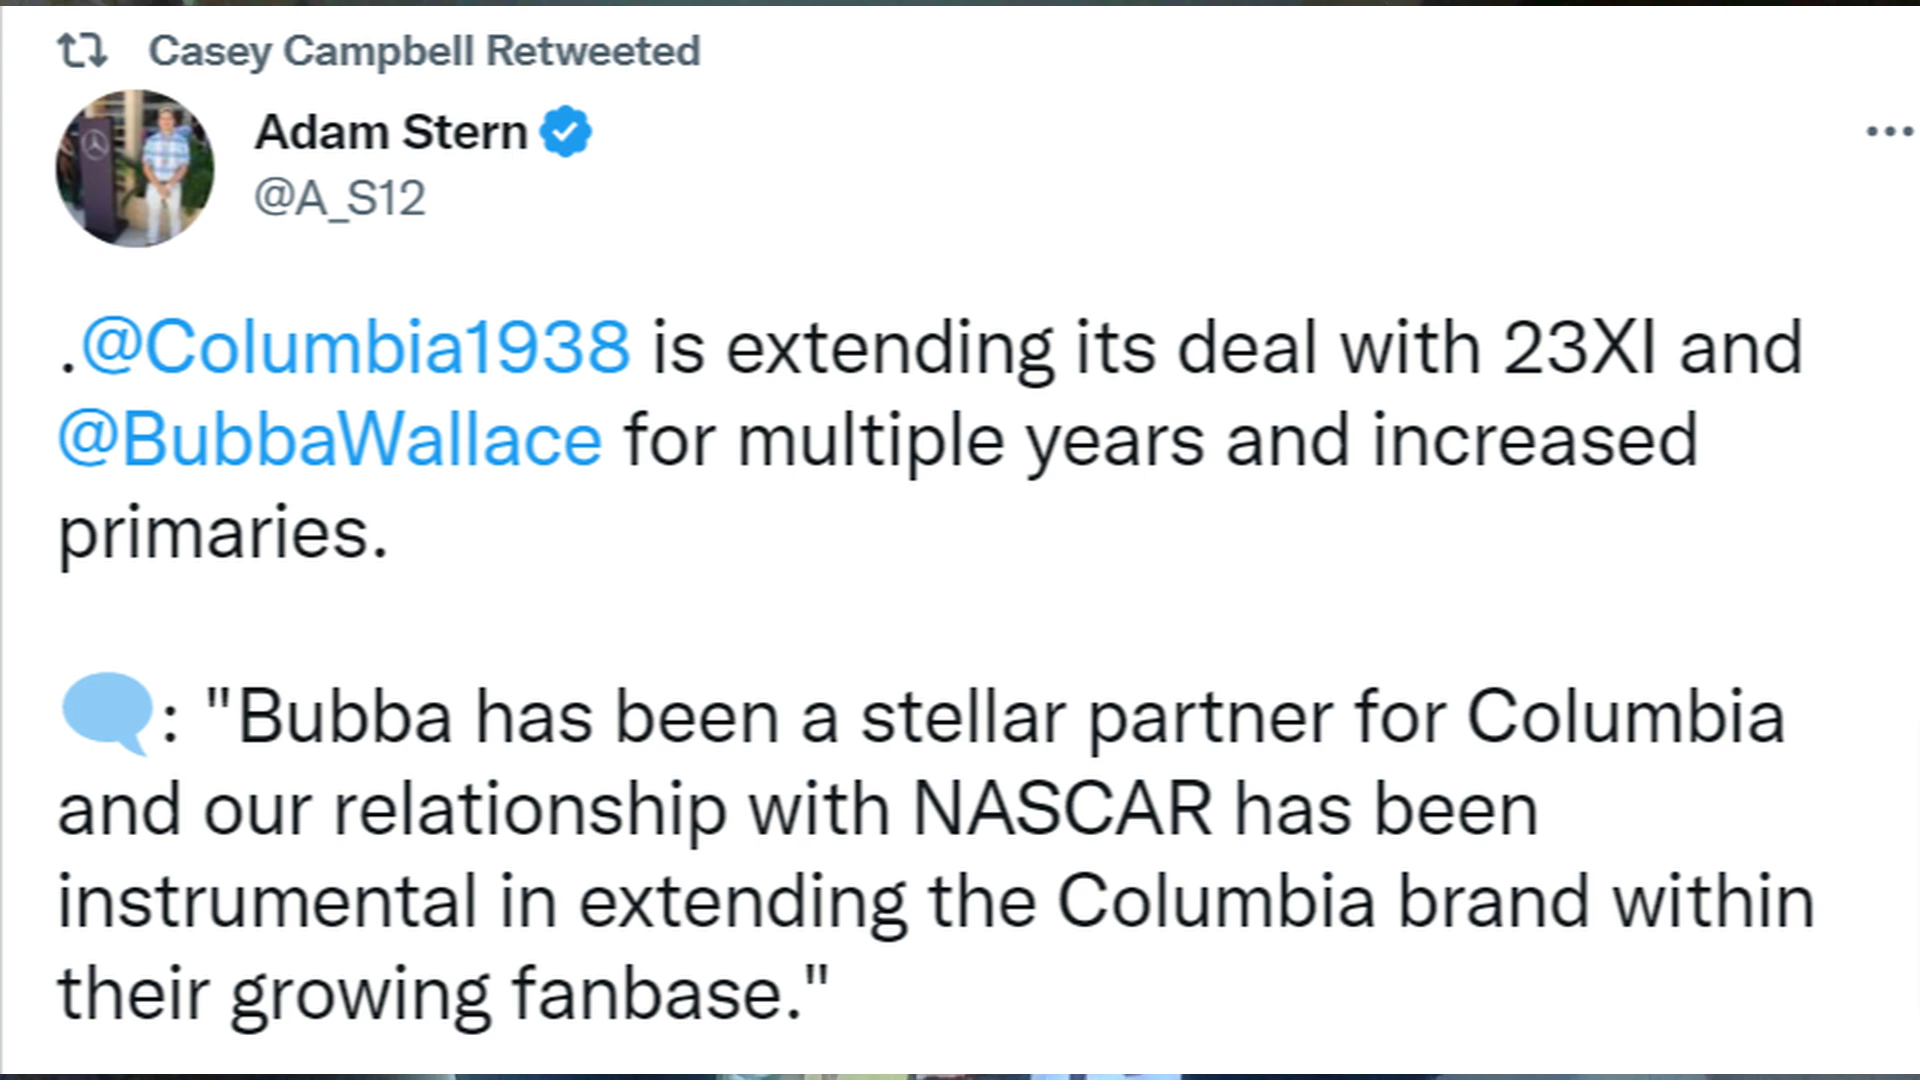 Casey Campbell Retweeted
Adam Stern
@A_S12
.@Columbia1938 is extending its deal with 23XI and
@BubbaWallace for multiple years and increased
primaries.
: "Bubba has been a stellar partner for Columbia
and our relationship with NASCAR has been
instrumental in extending the Columbia brand within
their growing fanbase."